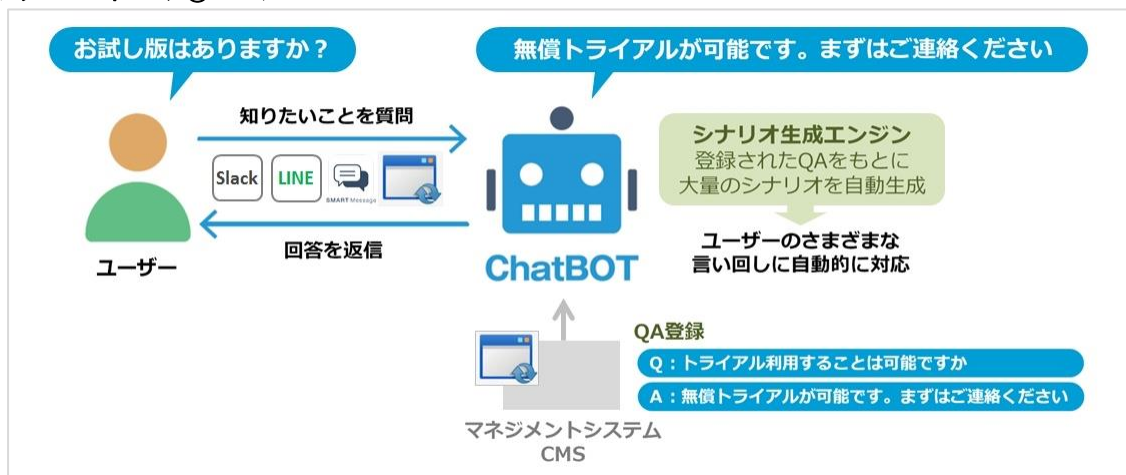 お試し版はありますか？
無償トライアルが可能です。まずはご連絡ください
知りたいことを質問
Slack
LINE
SMART Message
回答を返信
ユーザー
ChatBOT
シナリオ生成エンジン
登録されたQAをもとに
大量のシナリオを自動生成
ユーザーのさまざまな
言い回しに自動的に対応
QA登録
Q：トライアル利用することは可能ですか
A：無償トライアルが可能です。まずはご連絡ください
マネジメントシステム
CMS